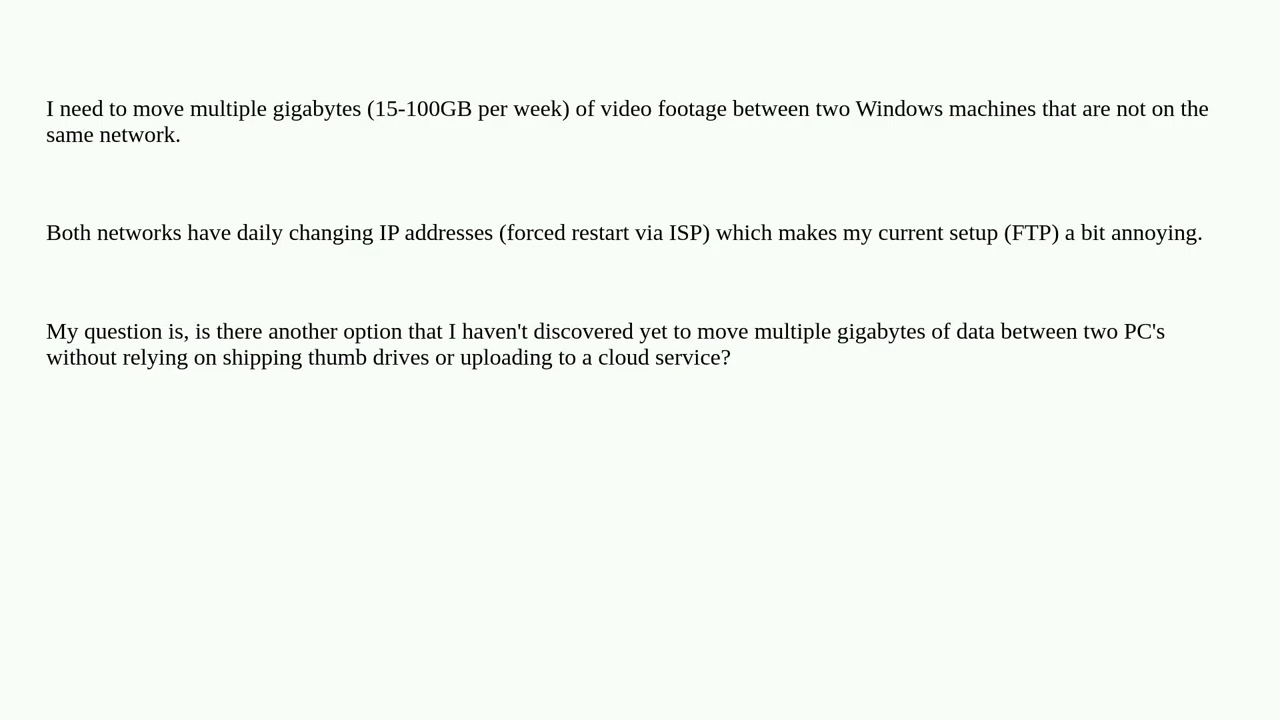 I need to move multiple gigabytes (15-100GB per week) of video footage between two Windows machines that are not on the
same network.
Both networks have daily changing IP addresses (forced restart via ISP) which makes my current setup (FTP) a bit annoying.
My question is, is there another option that I haven't discovered yet to move multiple gigabytes of data between two PC's
without relying on shipping thumb drives or uploading to a cloud service?